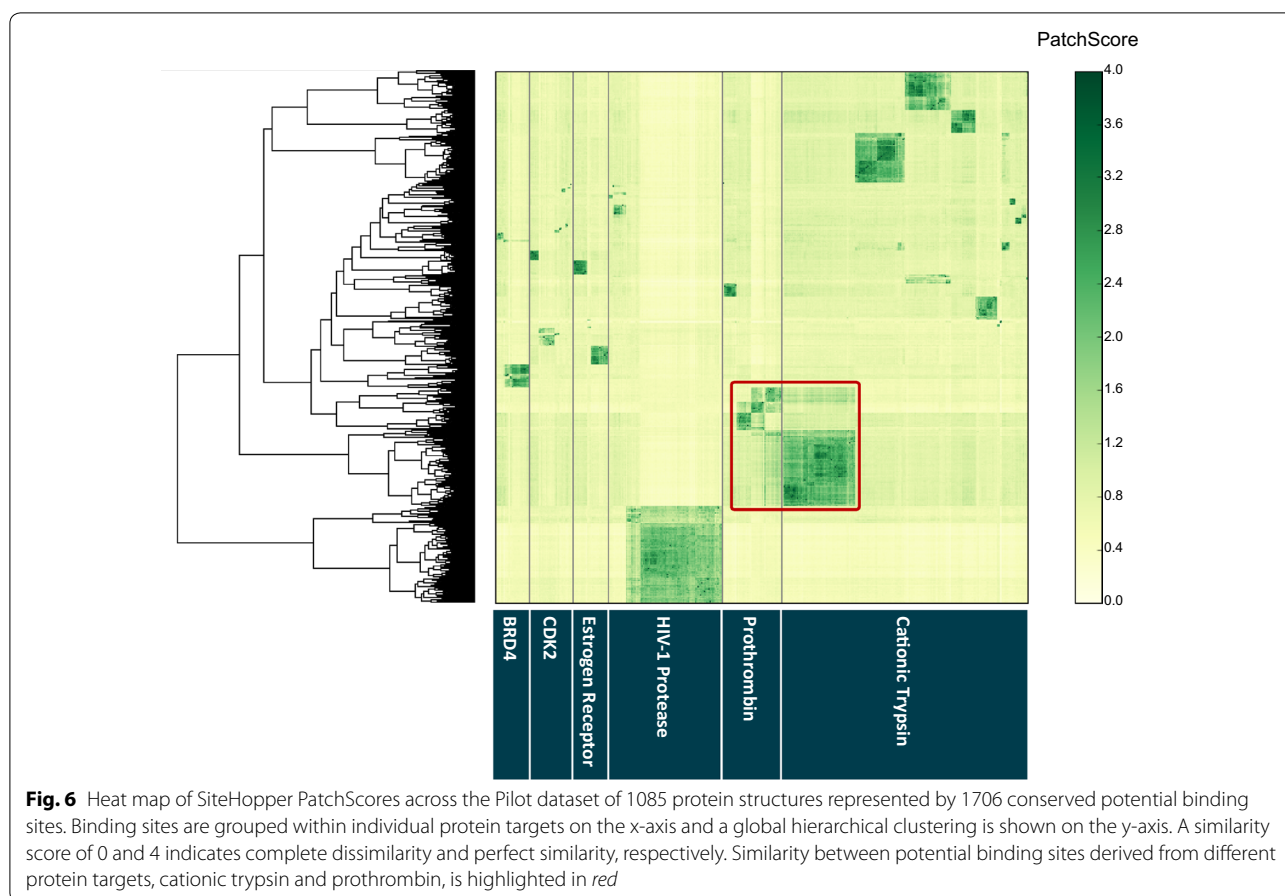 PatchScore
4.0
3.6
3.2
2.8
2.4
2.0
1.6
1.2
0.8
0.4
0.0
BRD4
CDK2
Estrogen Receptor
HIV-1 Protease
Prothrombin
Cationic Trypsin
Fig. 6 Heat map of SiteHopper PatchScores across the Pilot dataset of 1085 protein structures represented by 1706 conserved potential binding
sites. Binding sites are grouped within individual protein targets on the x-axis and a global hierarchical clustering is shown on the y-axis. A similarity
score of 0 and 4 indicates complete dissimilarity and perfect similarity, respectively. Similarity between potential binding sites derived from different
protein targets, cationic trypsin and prothrombin, is highlighted in red